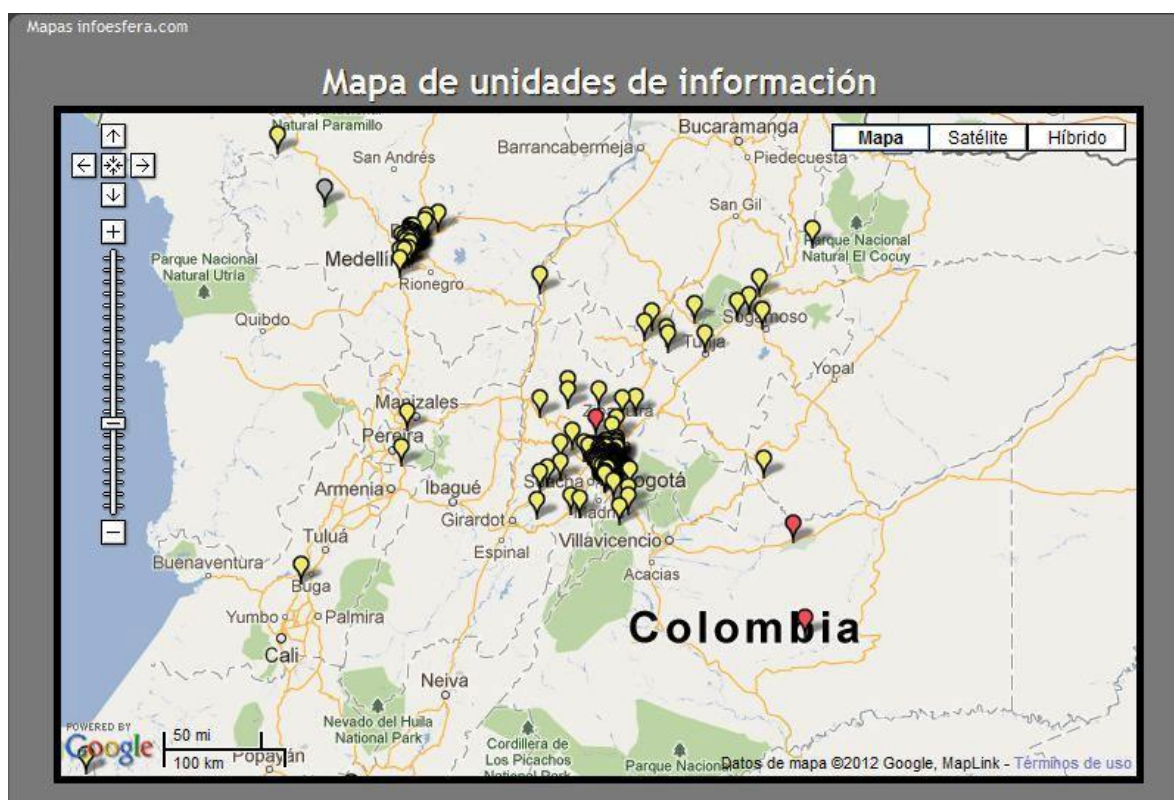 Mapas infoesfera.com
Mapa de unidades de información
Natural Paramillo
Bucaramanga
Mapa
Satélite
Híbrido
Barrancabermeja
San Andrés
Piedecuesta
San Gil
Parque Nacional
Natural El Cocuy
Parque Nacional
Natural Utría
Medellín
Rionegro
Quibdo
Sogamoso
Tunja
Yopal
Manizales
Pereira
Armenia
Ibagué
Girardot
Villavicencio
Espinal
Acacias
Tuluá
Buenaventura
Buga
Yumbo
Palmira
Colombia
Cali
Neiva
Nevado del Huila
National Park
Cordillera de
Los Picachos
National Park
POWERED BY
Google
50 mi
100 km
Popayán
Parque Nacional
Datos de mapa ©2012 Google, MapLink - Términos de uso